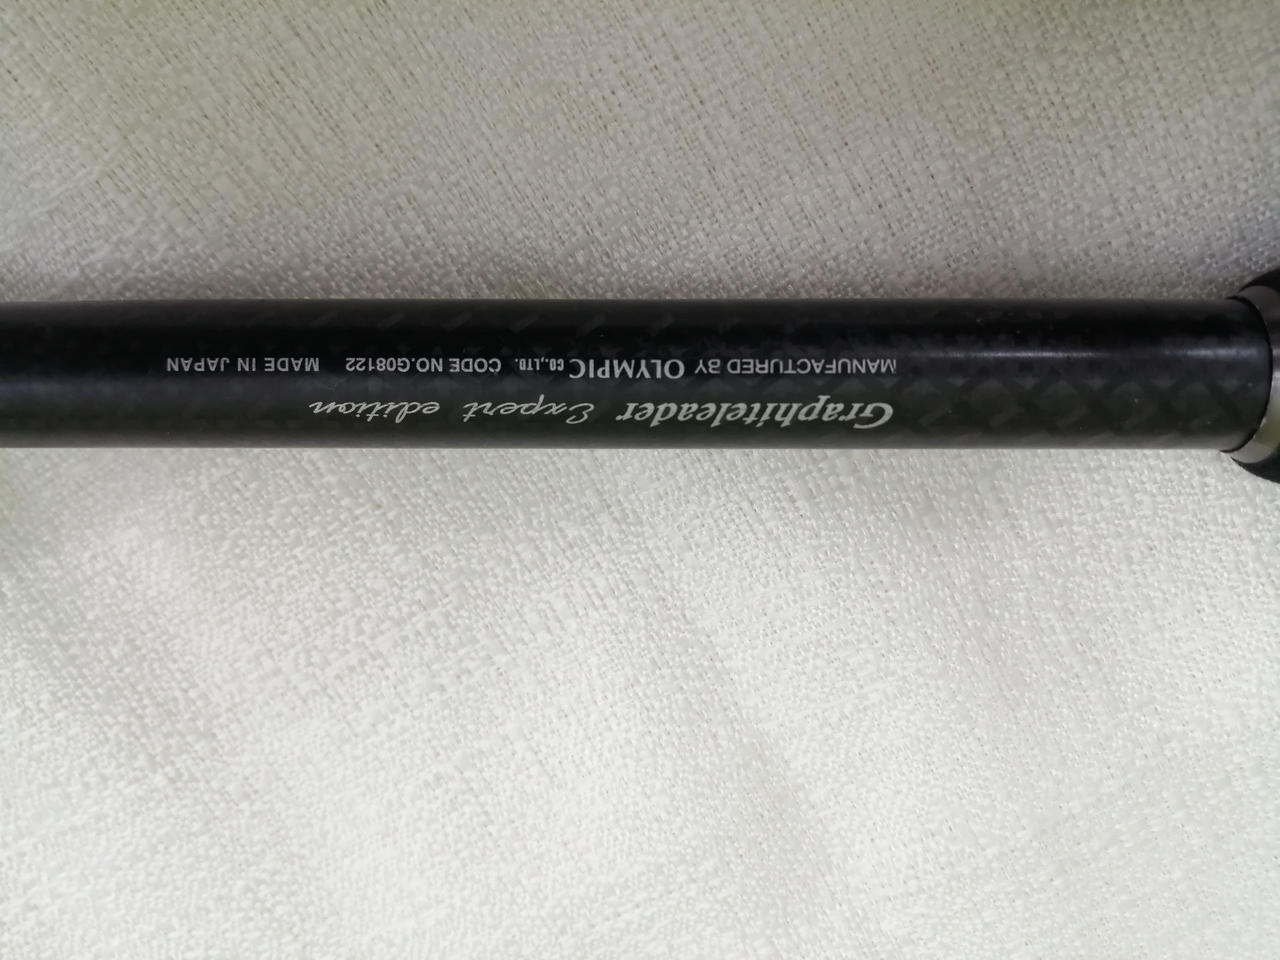 Graphiteleader Expert edition
MANUFACTURED BY OLYMPIC CO.,LTD. CODE NO.G08122 MADE IN JAPAN